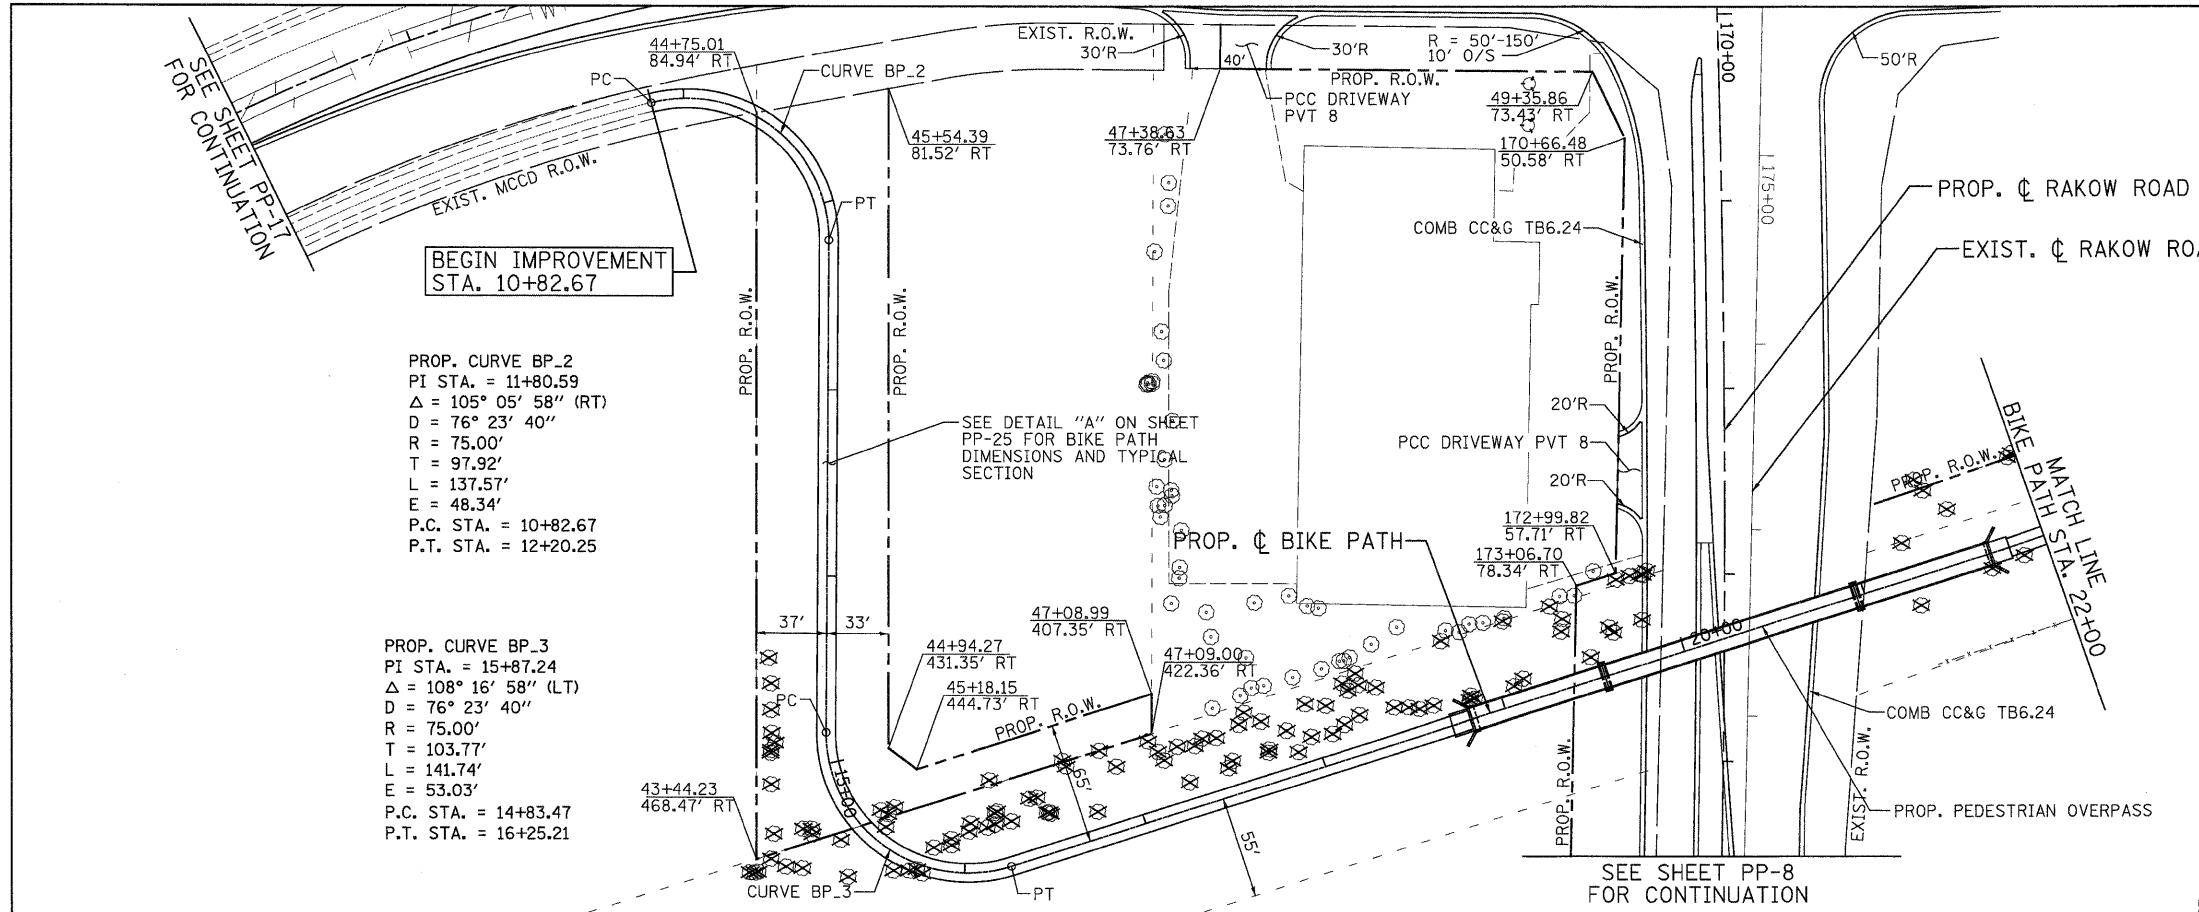 SEE SHEET PP-17
FOR CONTINUATION
44+75.01
84.94' RT
PC
CURVE BP_2
EXIST. R.O.W.
30'R
40'
30'R
R = 50'-150'
10' O/S
PROP. R.O.W.
PCC DRIVEWAY
PVT 8
170+00
50'R
45+54.39
81.52' RT
47+38.63
73.76' RT
49+35.86
73.43' RT
170+66.48
50.58' RT
175+00
EXIST. MCCD R.O.W.
PT
PROP. ℄ RAKOW ROAD
COMB CC&G TB6.24
EXIST. ℄ RAKOW
BEGIN IMPROVEMENT
STA. 10+82.67
PROP. R.O.W.
PROP. R.O.W.
PROP. R.O.W.
PROP. CURVE BP_2
PI STA. = 11+80.59
Δ = 105° 05' 58" (RT)
D = 76° 23' 40"
R = 75.00'
T = 97.92'
L = 137.57'
E = 48.34'
P.C. STA. = 10+82.67
P.T. STA. = 12+20.25
SEE DETAIL "A" ON SHEET
PP-25 FOR BIKE PATH
DIMENSIONS AND TYPICAL
SECTION
20'R
PCC DRIVEWAY PVT 8
20'R
PROP. R.O.W.
MATCH LINE
BIKE PATH STA. 22+00
PROP. ℄ BIKE PATH
172+99.82
57.71' RT
173+06.70
78.34' RT
37'
33'
47+08.99
407.35' RT
20+00
PROP. CURVE BP_3
PI STA. = 15+87.24
Δ = 108° 16' 58" (LT)
D = 76° 23' 40"
R = 75.00'
T = 103.77'
L = 141.74'
E = 53.03'
P.C. STA. = 14+83.47
P.T. STA. = 16+25.21
44+94.27
431.35' RT
47+09.00
422.36' RT
45+18.15
444.73' RT
PC
PROP. R.O.W.
COMB CC&G TB6.24
43+44.23
468.47' RT
15+00
65'
55'
PROP. R.O.W.
EXIST. R.O.W.
PROP. PEDESTRIAN OVERPASS
CURVE BP_3
PT
SEE SHEET PP-8
FOR CONTINUATION